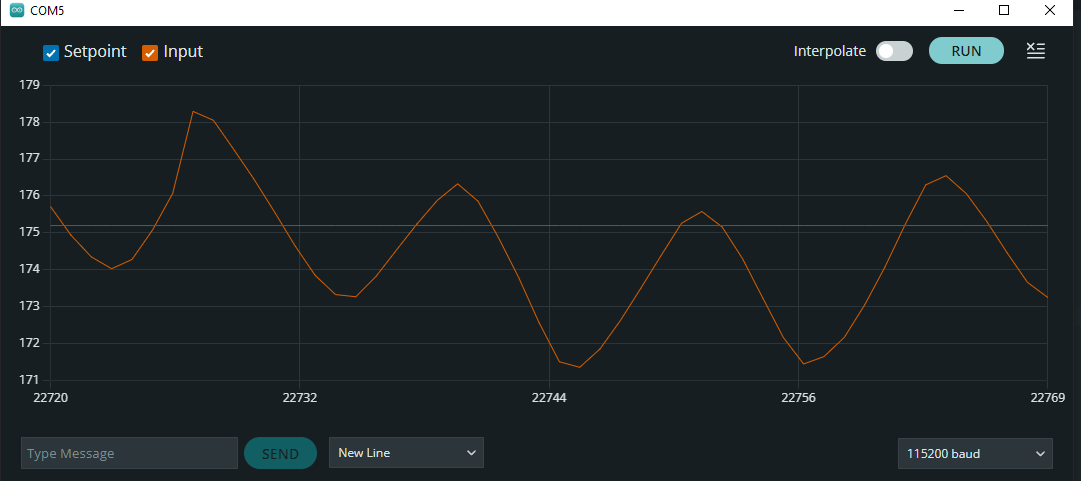 COM5
Setpoint Input Interpolate RUN
179
178
177
176
175
174
173
172
171
22720 22732 22744 22756 22769
Type Message SEND New Line 115200 baud